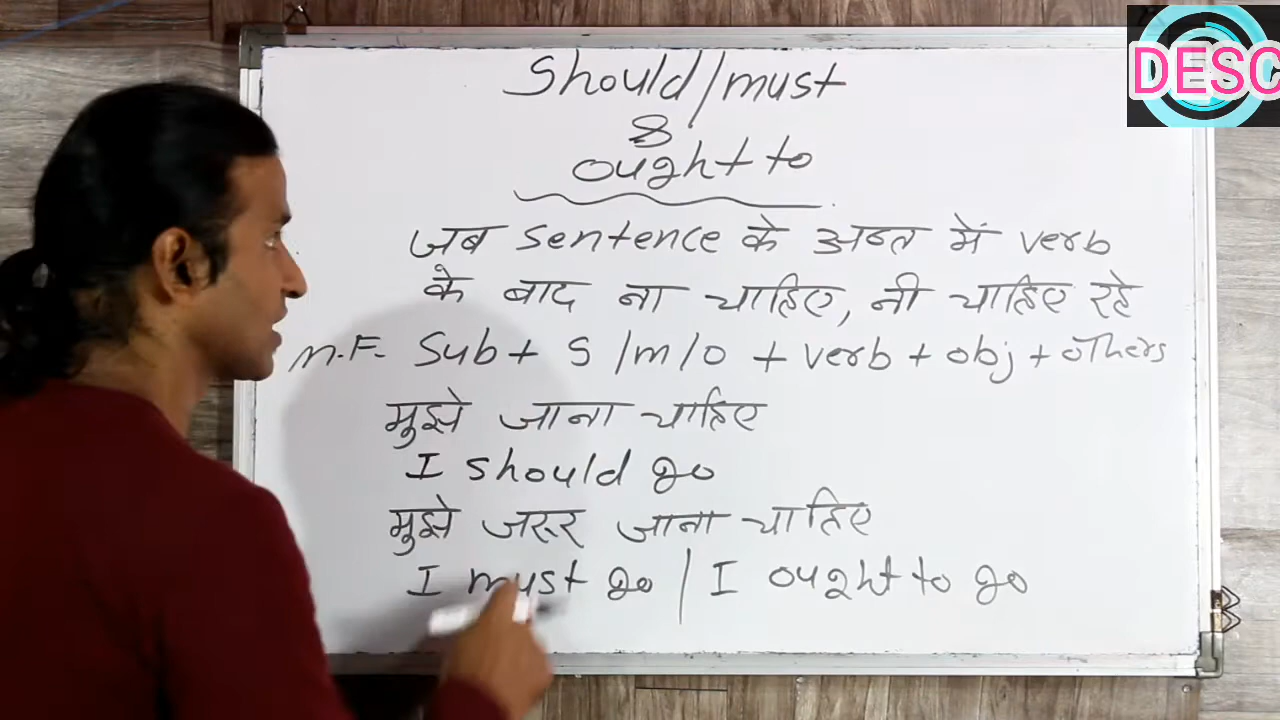 DESC
Should/must
&
ought to
जब sentence के अन्त में verb
के बाद ना चाहिए, नी चाहिए रहे
M.F. Sub + S/m/o + verb + obj + others
मुझे जाना चाहिए
I should go
मुझे जरूर जाना चाहिए
I must go / I ought to go